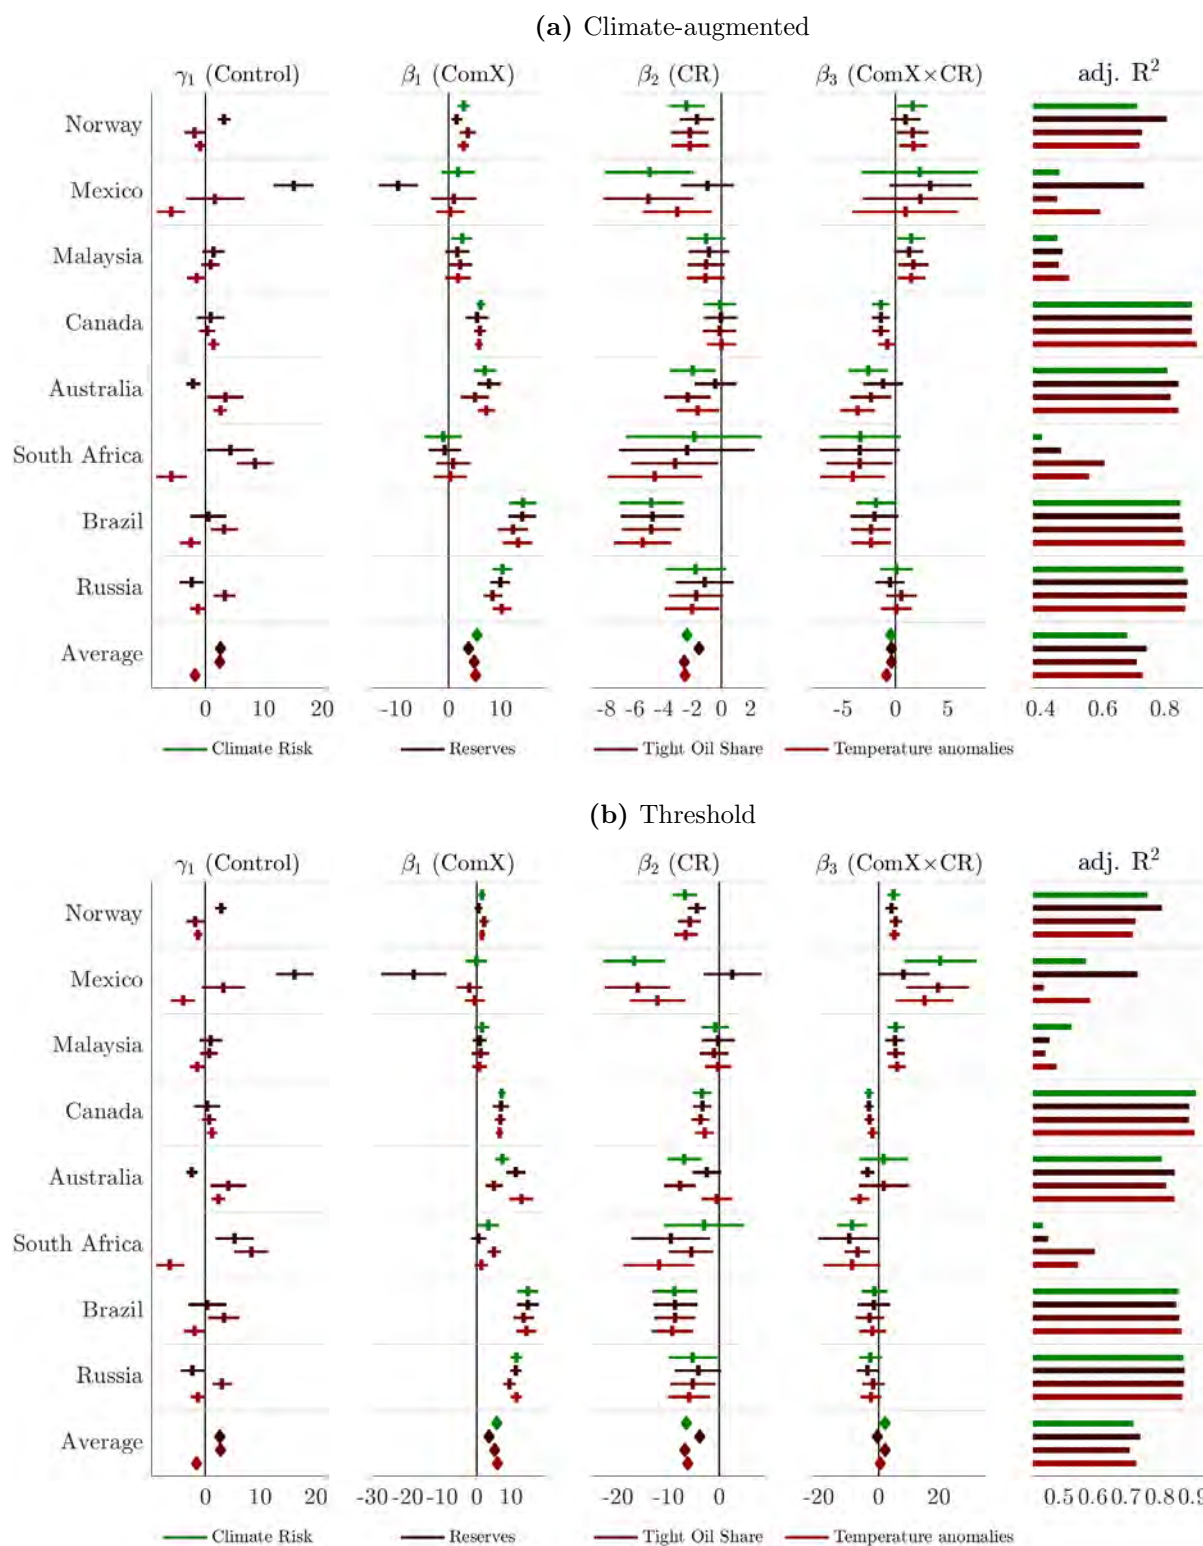 (a) Climate-augmented
γ₁ (Control) β₁ (ComX) β₂ (CR) β₃ (ComX×CR) adj. R²
Norway
Mexico
Malaysia
Canada
Australia
South Africa
Brazil
Russia
Average
0 10 20 -10 0 10 -8 -6 -4 -2 0 2 -5 0 5 0.4 0.6 0.8
Climate Risk Reserves Tight Oil Share Temperature anomalies
(b) Threshold
γ₁ (Control) β₁ (ComX) β₂ (CR) β₃ (ComX×CR) adj. R²
Norway
Mexico
Malaysia
Canada
Australia
South Africa
Brazil
Russia
Average
0 10 20 -30 -20 -10 0 10 -20 -10 0 -20 0 20 0.5 0.6 0.7 0.8 0.9
Climate Risk Reserves Tight Oil Share Temperature anomalies